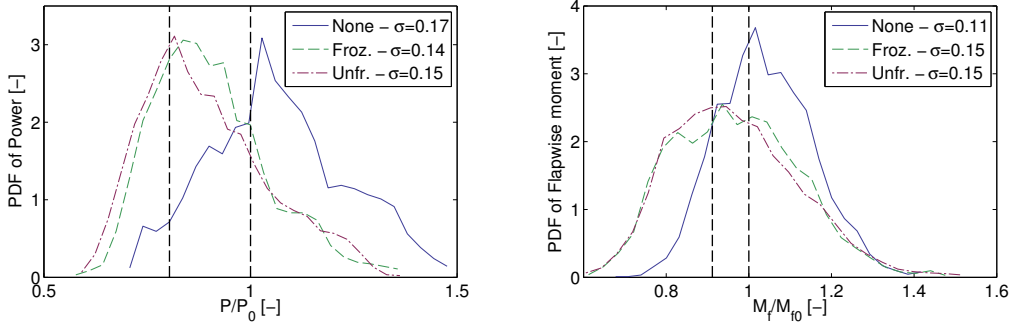 PDF of Power [-]
3
2
1
0
0.5
1
1.5
P/P0 [-]
None – σ=0.17
Froz. – σ=0.14
Unfr. – σ=0.15
PDF of Flapwise moment [-]
4
3
2
1
0
0.8
1
1.2
1.4
1.6
Mf/Mf0 [-]
None – σ=0.11
Froz. – σ=0.15
Unfr. – σ=0.15